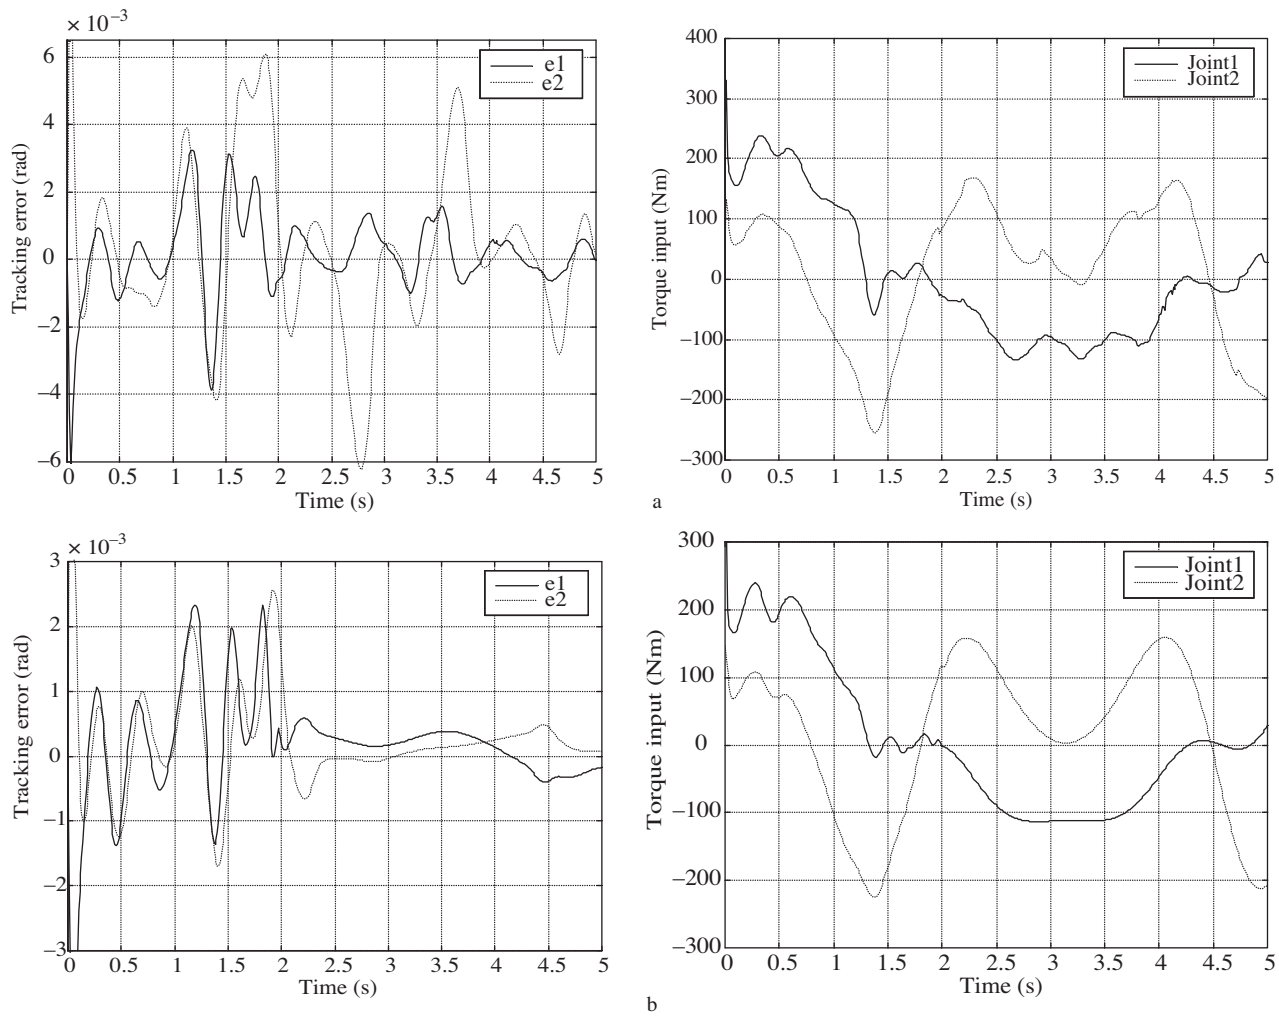 × 10⁻³
6
4
2
0
−2
−4
−6
Tracking error (rad)
e1
e2
0 0.5 1 1.5 2 2.5 3 3.5 4 4.5 5
Time (s)
400
300
200
100
0
−100
−200
−300
Torque input (Nm)
Joint1
Joint2
0 0.5 1 1.5 2 2.5 3 3.5 4 4.5 5
Time (s)
a
× 10⁻³
3
2
1
0
−1
−2
−3
Tracking error (rad)
e1
e2
0 0.5 1 1.5 2 2.5 3 3.5 4 4.5 5
Time (s)
300
200
100
0
−100
−200
−300
Torque input (Nm)
Joint1
Joint2
0 0.5 1 1.5 2 2.5 3 3.5 4 4.5 5
Time (s)
b